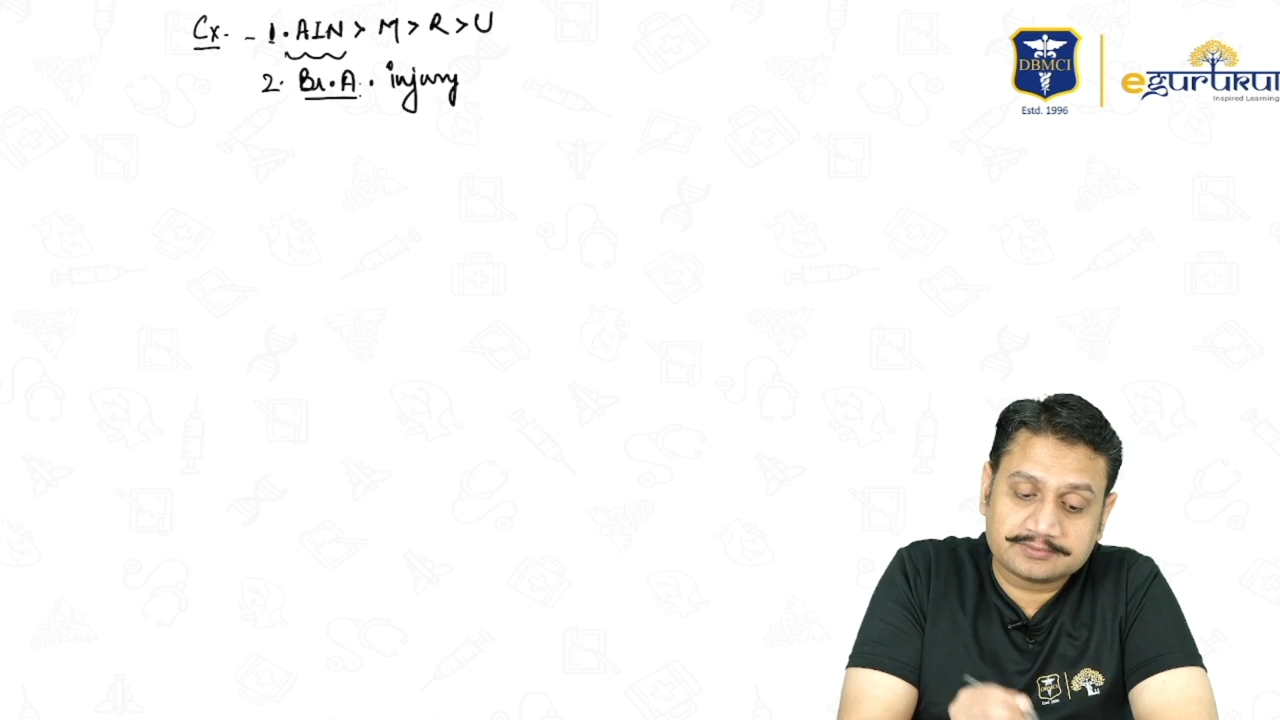 Cx. - 1. AIN > M > R > U
2. Br. A. injury
DBMCI
Estd. 1996
egurukul
Inspired Learning